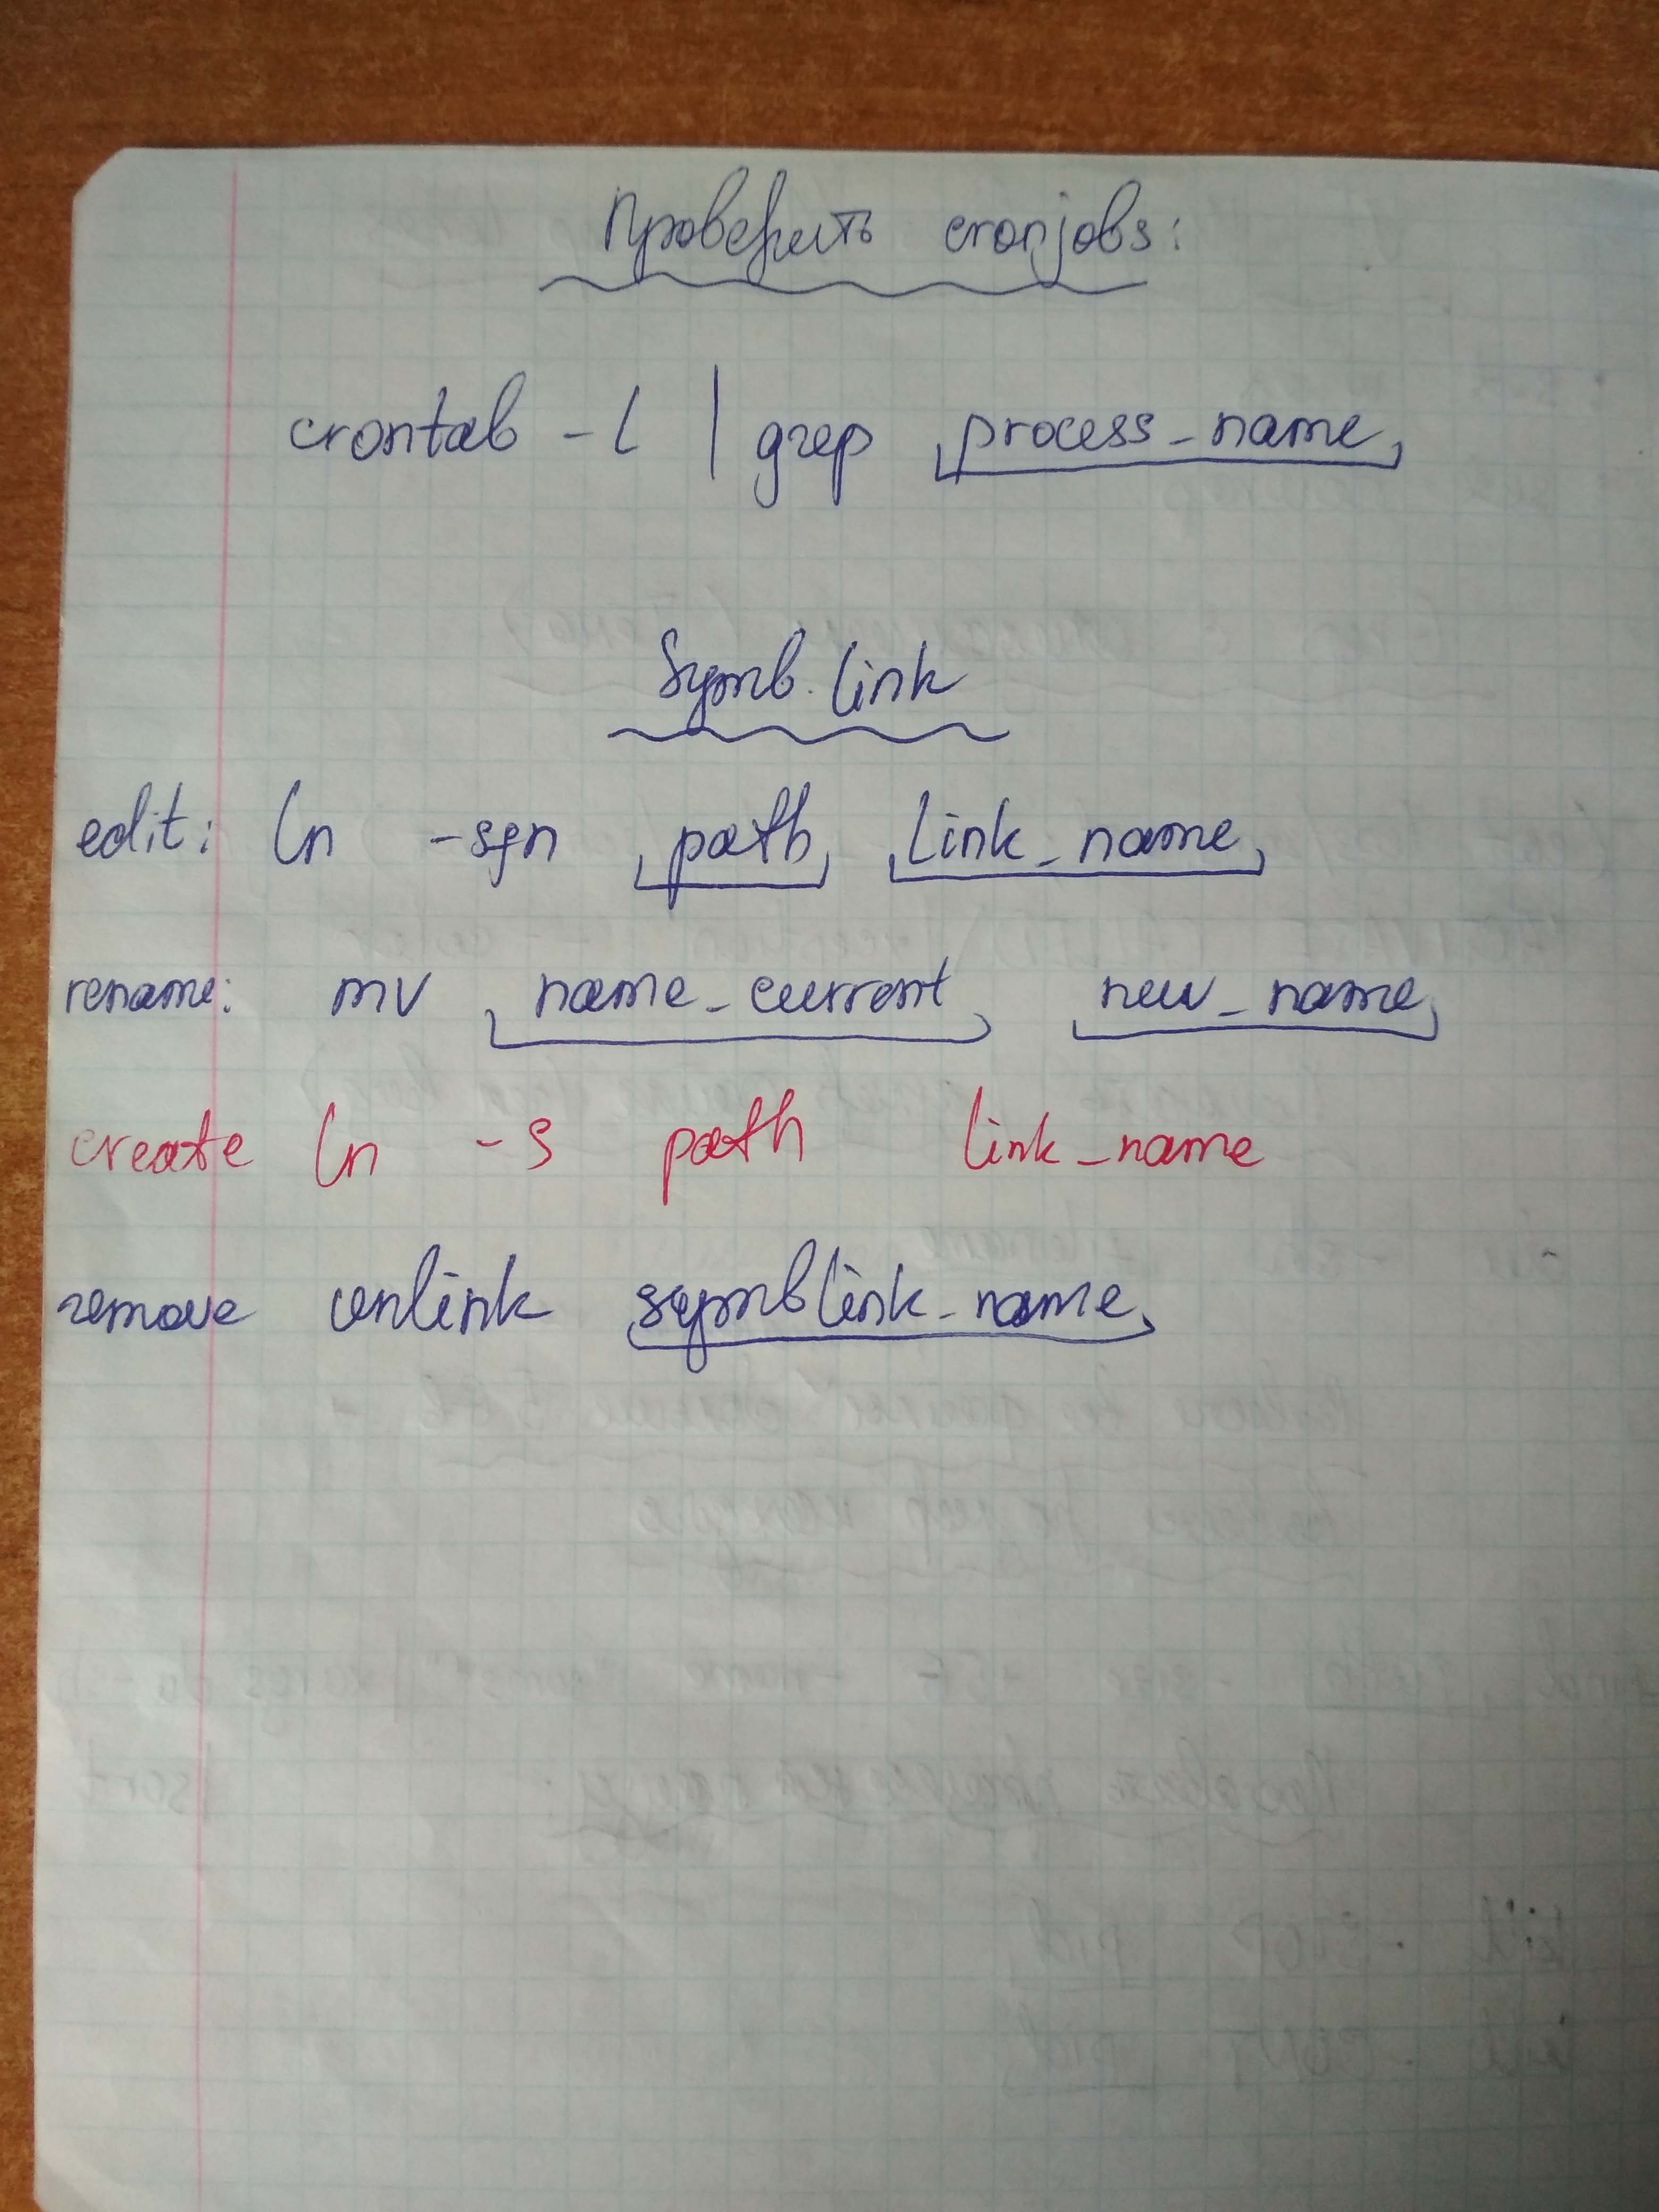 Проверить cronjobs:
crontab -l | grep process_name
Symb. link
edit: ln -sfn path link_name
rename: mv name_current new_name
create ln -s path link_name
remove unlink symblink_name